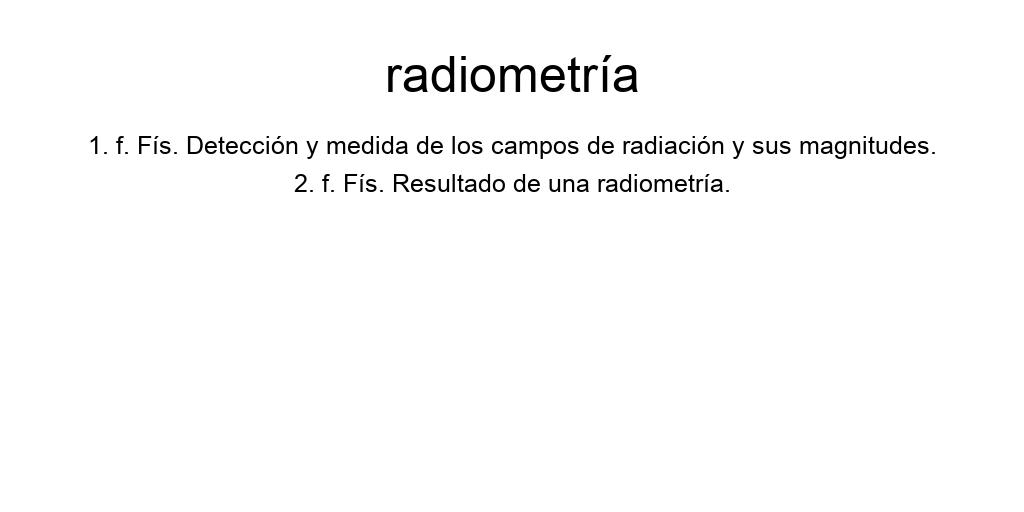 radiometría
1. f. Fís. Detección y medida de los campos de radiación y sus magnitudes.
2. f. Fís. Resultado de una radiometría.